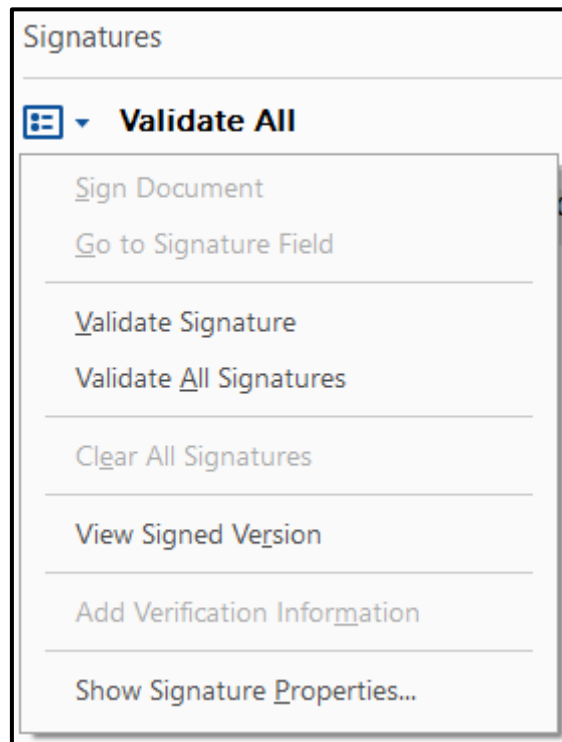 Signatures
Validate All
Sign Document
Go to Signature Field
Validate Signature
Validate All Signatures
Clear All Signatures
View Signed Version
Add Verification Information
Show Signature Properties...